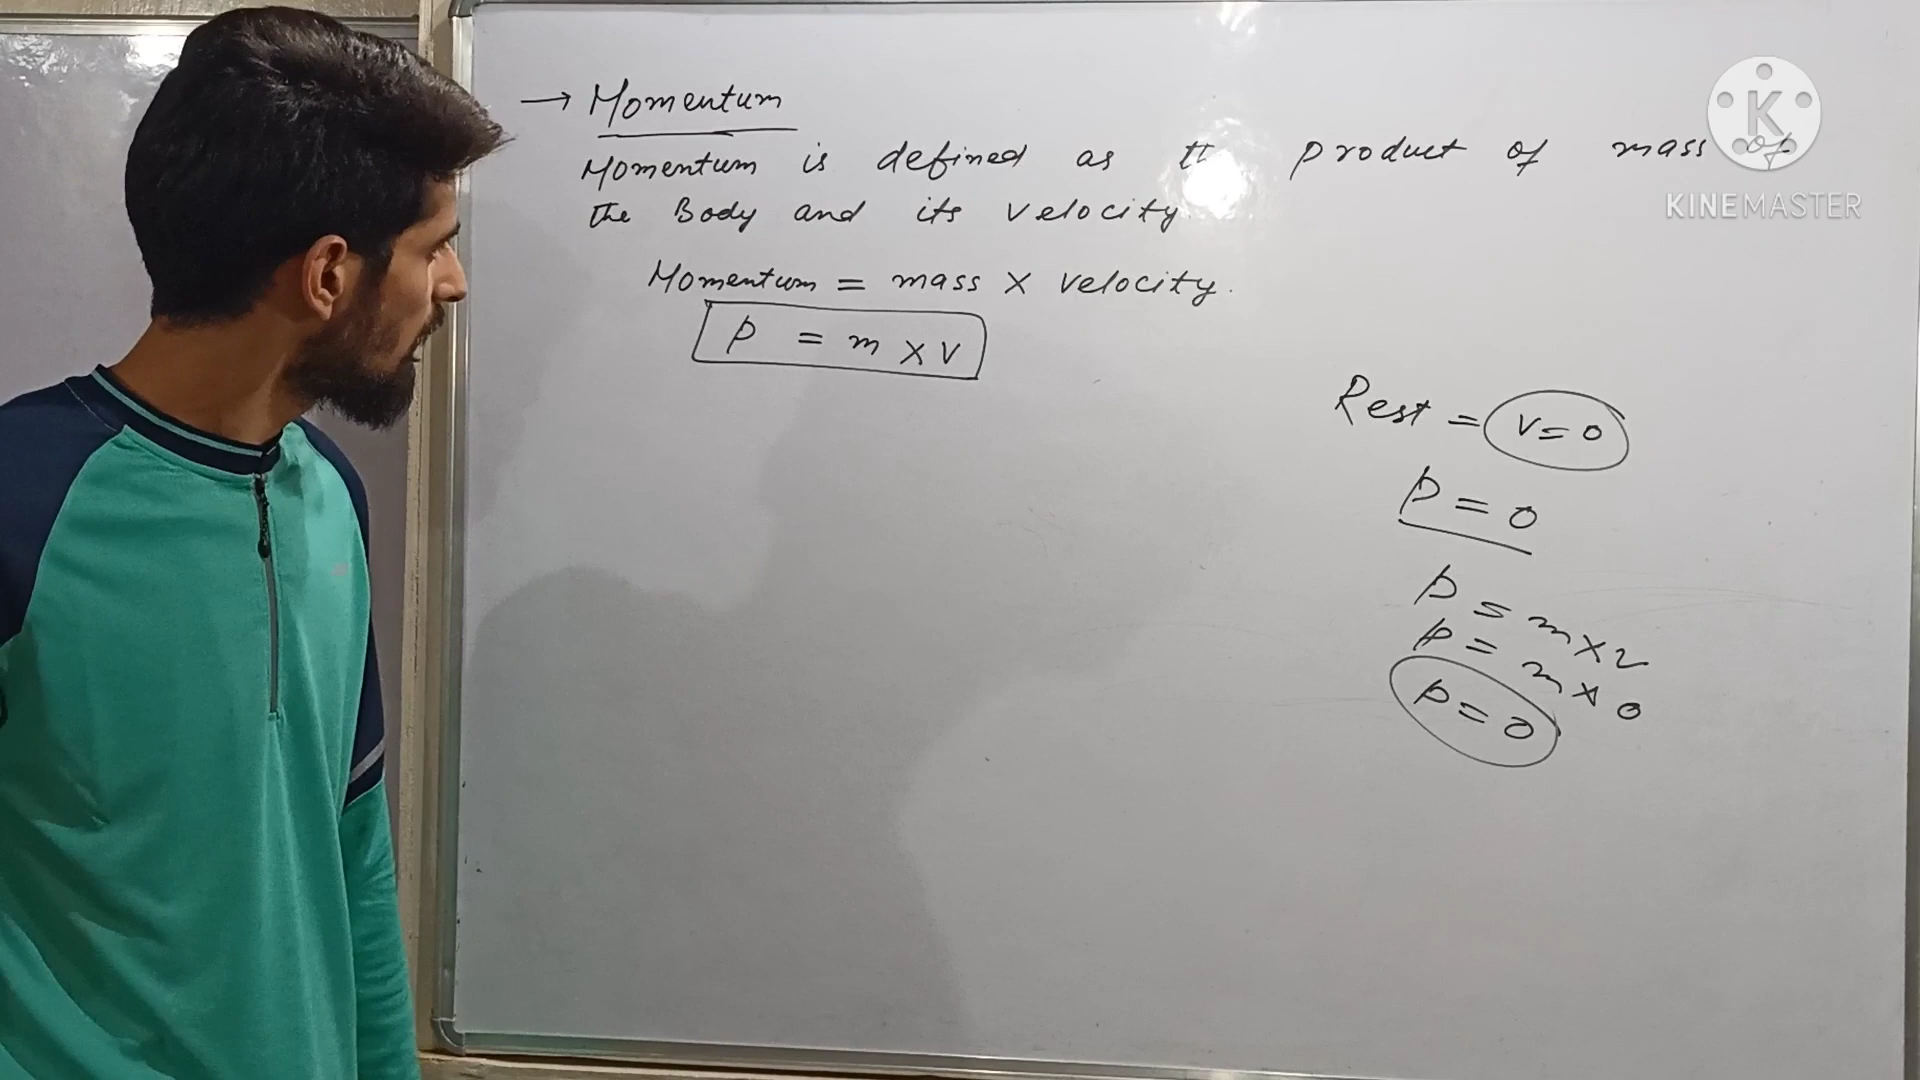 → Momentum
Momentum is defined as product of mass of
the Body and its velocity
Momentum = mass × velocity.
p = m × v
Rest = v = 0
p = 0
p = m ×
p = m × 0
p = 0
K
KINEMASTER